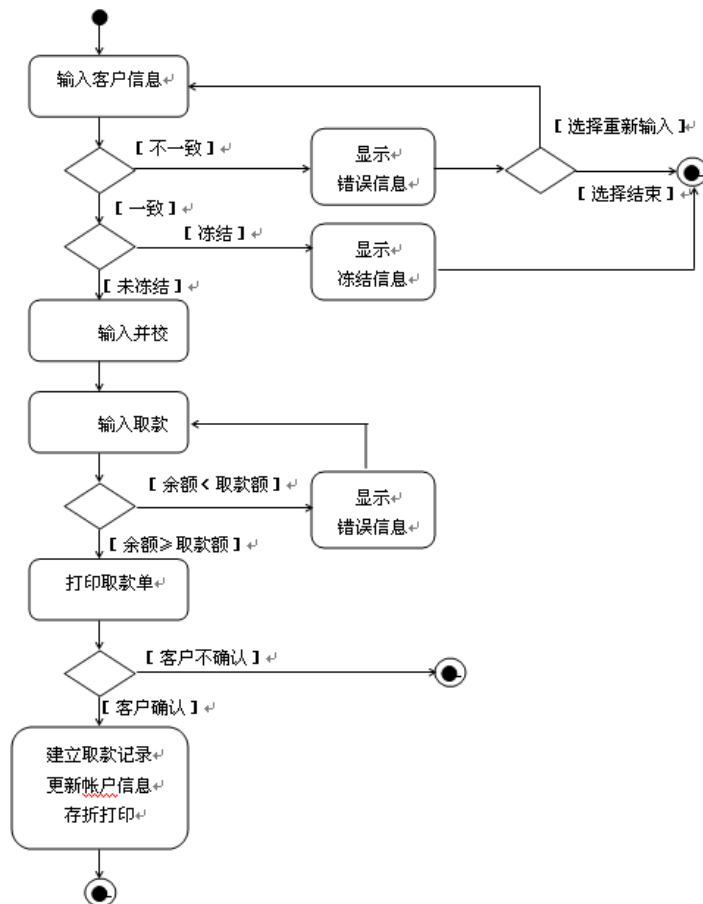 输入客户信息
[ 不一致 ]
显示
错误信息
[ 选择重新输入 ]
[ 选择结束 ]
[ 一致 ]
[ 冻结 ]
显示
冻结信息
[ 未冻结 ]
输入并校
输入取款
[ 余额 < 取款额 ]
显示
错误信息
[ 余额≥取款额 ]
打印取款单
[ 客户不确认 ]
[ 客户确认 ]
建立取款记录
更新帐户信息
存折打印